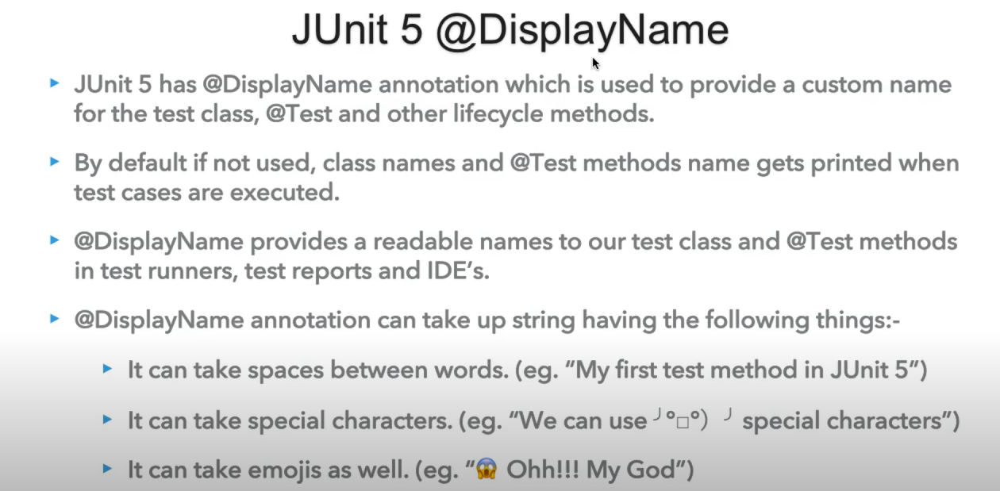 JUnit 5 @DisplayName
JUnit 5 has @DisplayName annotation which is used to provide a custom name
for the test class, @Test and other lifecycle methods.
By default if not used, class names and @Test methods name gets printed when
test cases are executed.
@DisplayName provides a readable names to our test class and @Test methods
in test runners, test reports and IDE’s.
@DisplayName annotation can take up string having the following things:-
It can take spaces between words. (eg. “My first test method in JUnit 5”)
It can take special characters. (eg. “We can use ╯°□°）╯ special characters”)
It can take emojis as well. (eg. “😱 Ohh!!! My God”)